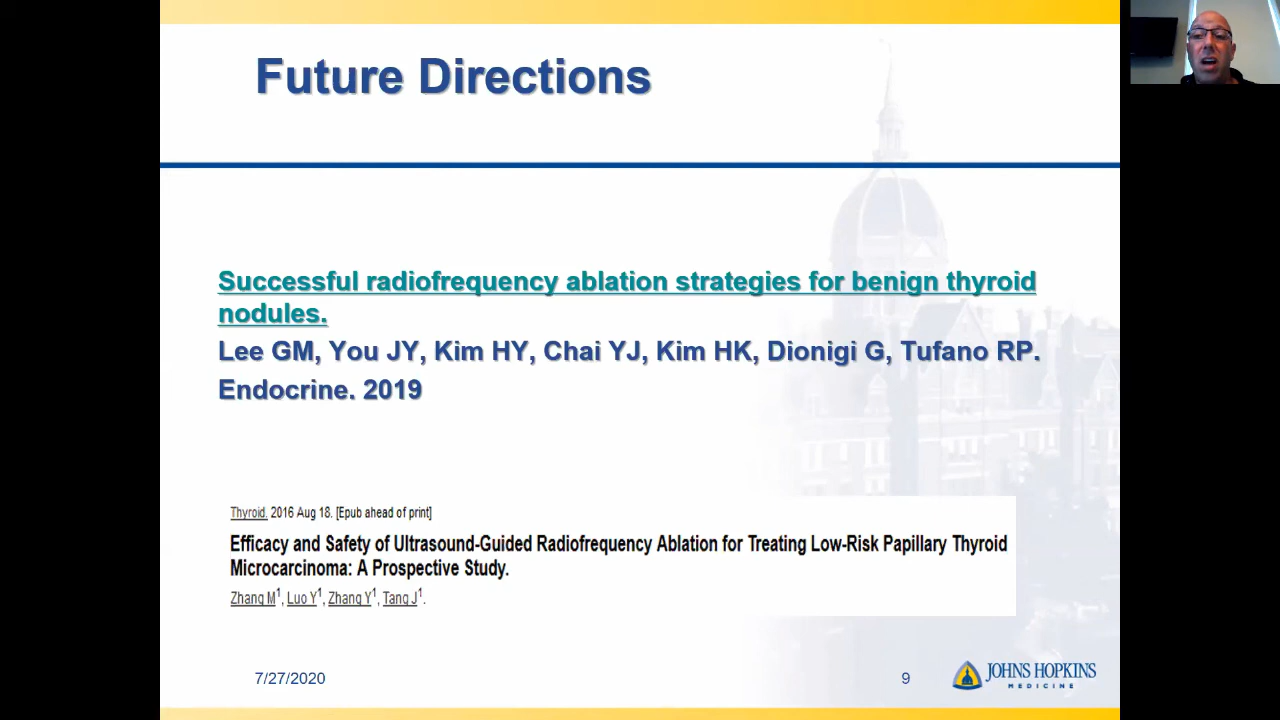 Future Directions
Successful radiofrequency ablation strategies for benign thyroid
nodules.
Lee GM, You JY, Kim HY, Chai YJ, Kim HK, Dionigi G, Tufano RP.
Endocrine. 2019
Thyroid. 2016 Aug 18. [Epub ahead of print]
Efficacy and Safety of Ultrasound-Guided Radiofrequency Ablation for Treating Low-Risk Papillary Thyroid
Microcarcinoma: A Prospective Study.
Zhang M1, Luo Y1, Zhang Y1, Tang J1.
7/27/2020
9
JOHNS HOPKINS
MEDICINE